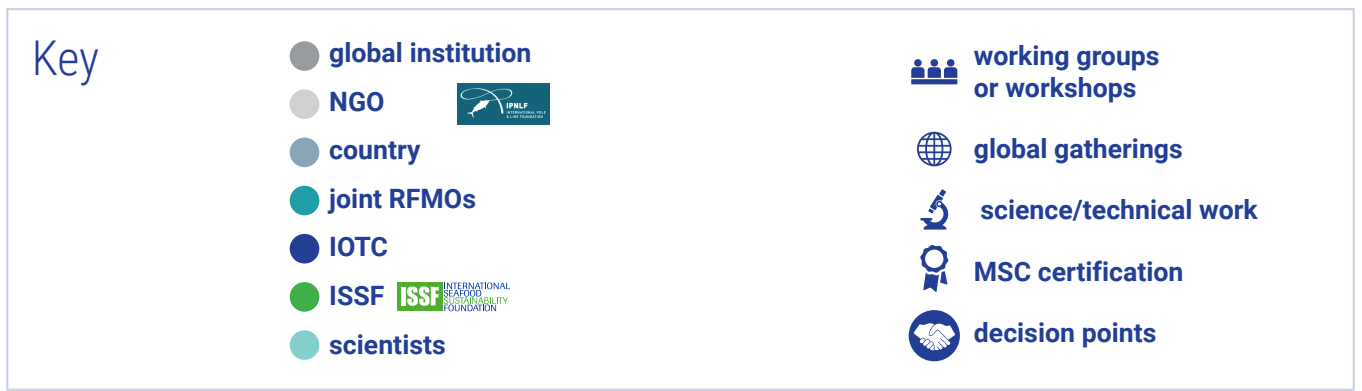 Key
global institution
NGO
IPNLF
INTERNATIONAL POLE
& LINE FOUNDATION
country
joint RFMOs
IOTC
ISSF
ISSF
INTERNATIONAL
SEAFOOD
SUSTAINABILITY
FOUNDATION
scientists
working groups
or workshops
global gatherings
science/technical work
MSC certification
decision points